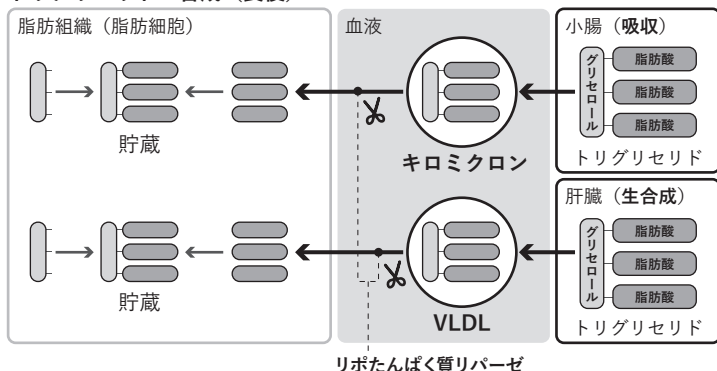 脂肪組織（脂肪細胞）
血液
小腸（吸収）
グリセロール
脂肪酸
脂肪酸
脂肪酸
貯蔵
キロミクロン
トリグリセリド
肝臓（生合成）
グリセロール
脂肪酸
脂肪酸
脂肪酸
貯蔵
VLDL
トリグリセリド
リポたんぱく質リパーゼ